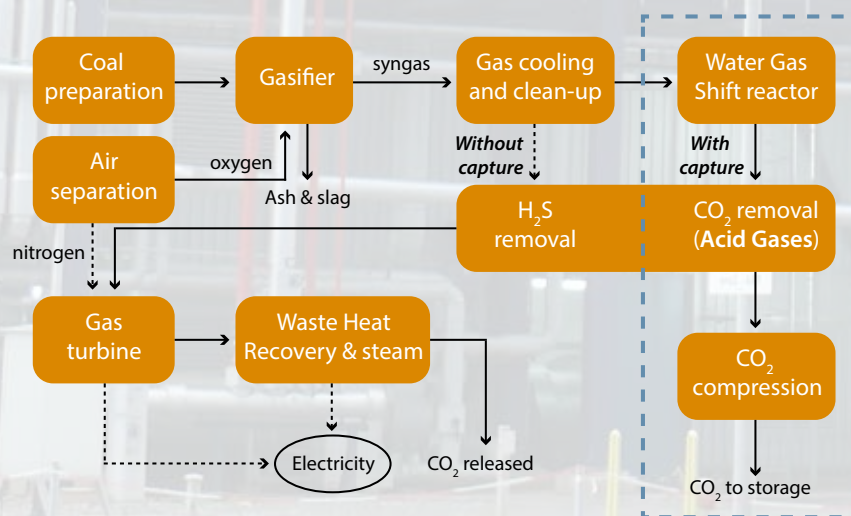 Coal
preparation
Gasifier
syngas
Gas cooling
and clean-up
Water Gas
Shift reactor
Air
separation
oxygen
Ash & slag
Without
capture
With
capture
nitrogen
H₂S
removal
CO₂ removal
(Acid Gases)
Gas
turbine
Waste Heat
Recovery & steam
CO₂
compression
Electricity
CO₂ released
CO₂ to storage